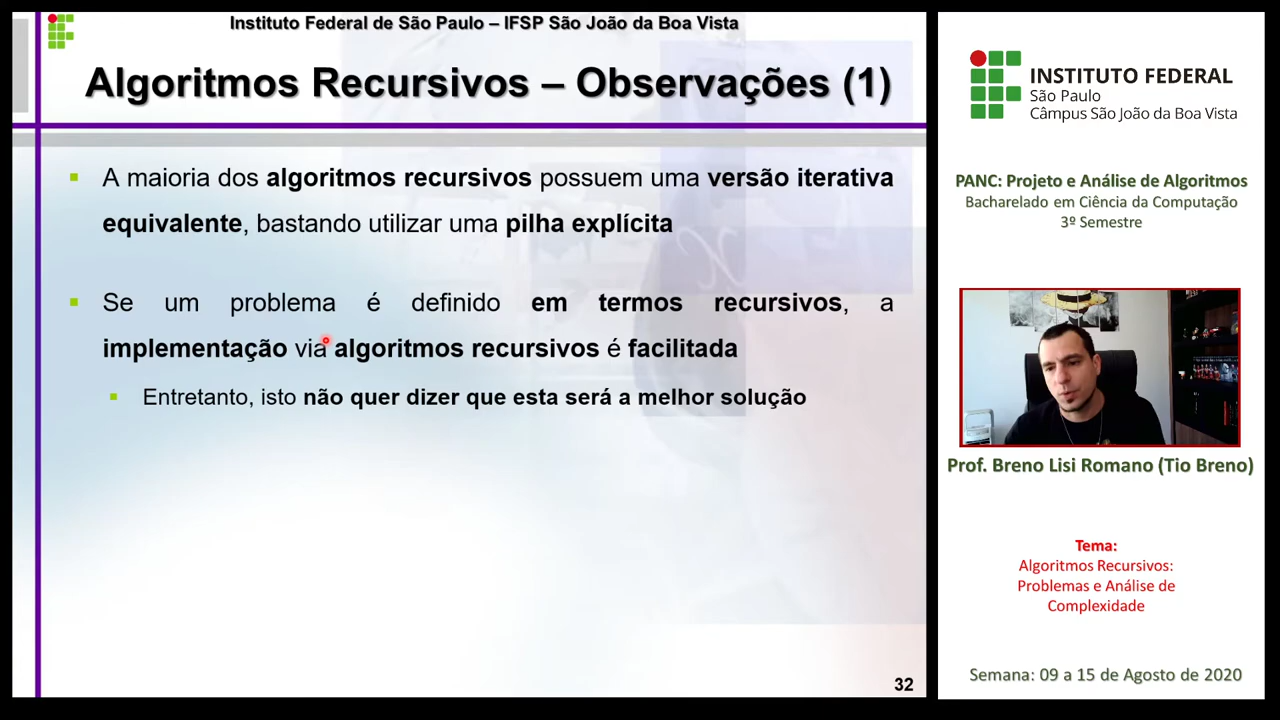 Instituto Federal de São Paulo – IFSP São João da Boa Vista
Algoritmos Recursivos – Observações (1)
A maioria dos algoritmos recursivos possuem uma versão iterativa
equivalente, bastando utilizar uma pilha explícita
Se um problema é definido em termos recursivos, a
implementação via algoritmos recursivos é facilitada
Entretanto, isto não quer dizer que esta será a melhor solução
32
INSTITUTO FEDERAL
São Paulo
Câmpus São João da Boa Vista
PANC: Projeto e Análise de Algoritmos
Bacharelado em Ciência da Computação
3º Semestre
Prof. Breno Lisi Romano (Tio Breno)
Tema:
Algoritmos Recursivos:
Problemas e Análise de
Complexidade
Semana: 09 a 15 de Agosto de 2020